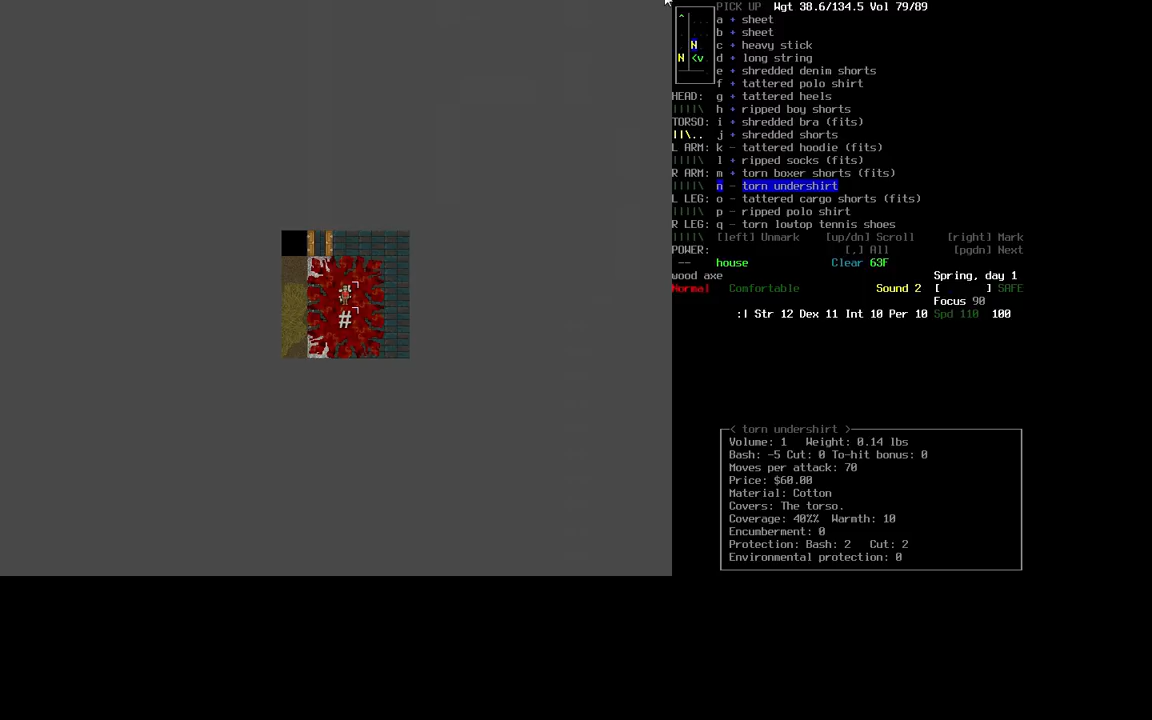 PICK UP Wgt 38.6/134.5 Vol 79/89
a + sheet
b + sheet
c + heavy stick
d + long string
e + shredded denim shorts
f + tattered polo shirt
HEAD: g + tattered heels
||||\ h + ripped boy shorts
TORSO: i + shredded bra (fits)
||\.. j + shredded shorts
L ARM: k - tattered hoodie (fits)
||||\ l + ripped socks (fits)
R ARM: m + torn boxer shorts (fits)
||||\ n - torn undershirt
L LEG: o - tattered cargo shorts (fits)
||||\ p - ripped polo shirt
R LEG: q - torn lowtop tennis shoes
||||\ [left] Unmark [up/dn] Scroll [right] Mark
POWER: [,] All [pgdn] Next
-- house Clear 63F
wood axe Spring, day 1
Normal Comfortable Sound 2 [ ] SAFE
Focus 90
:| Str 12 Dex 11 Int 10 Per 10 Spd 110 100
< torn undershirt >
Volume: 1 Weight: 0.14 lbs
Bash: -5 Cut: 0 To-hit bonus: 0
Moves per attack: 70
Price: $60.00
Material: Cotton
Covers: The torso.
Coverage: 40%% Warmth: 10
Encumberment: 0
Protection: Bash: 2 Cut: 2
Environmental protection: 0